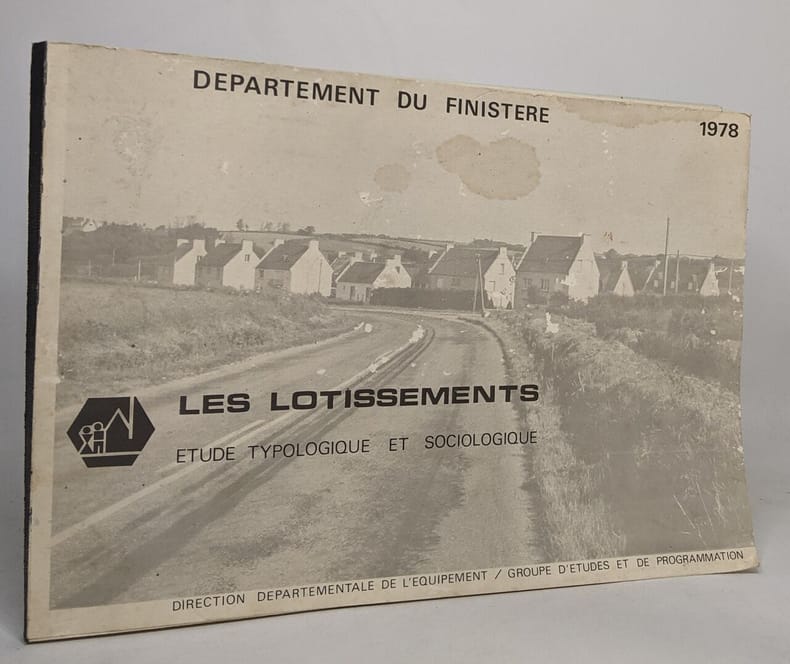 DEPARTEMENT DU FINISTERE
1978
LES LOTISSEMENTS
ETUDE TYPOLOGIQUE ET SOCIOLOGIQUE
DIRECTION DEPARTEMENTALE DE L'EQUIPEMENT / GROUPE D'ETUDES ET DE PROGRAMMATION